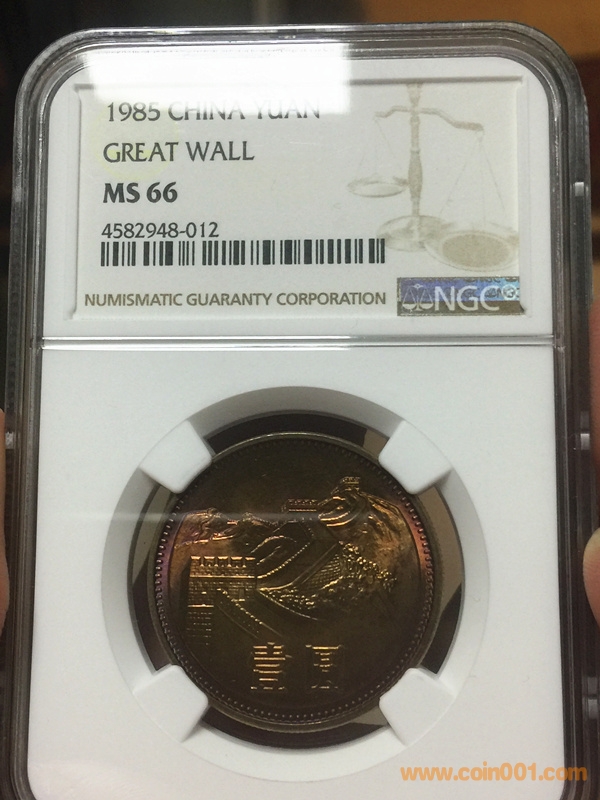 1985 CHINA YUAN
GREAT WALL
MS 66
4582948-012
NUMISMATIC GUARANTY CORPORATION
NGC®
壹圆
www.coin001.com